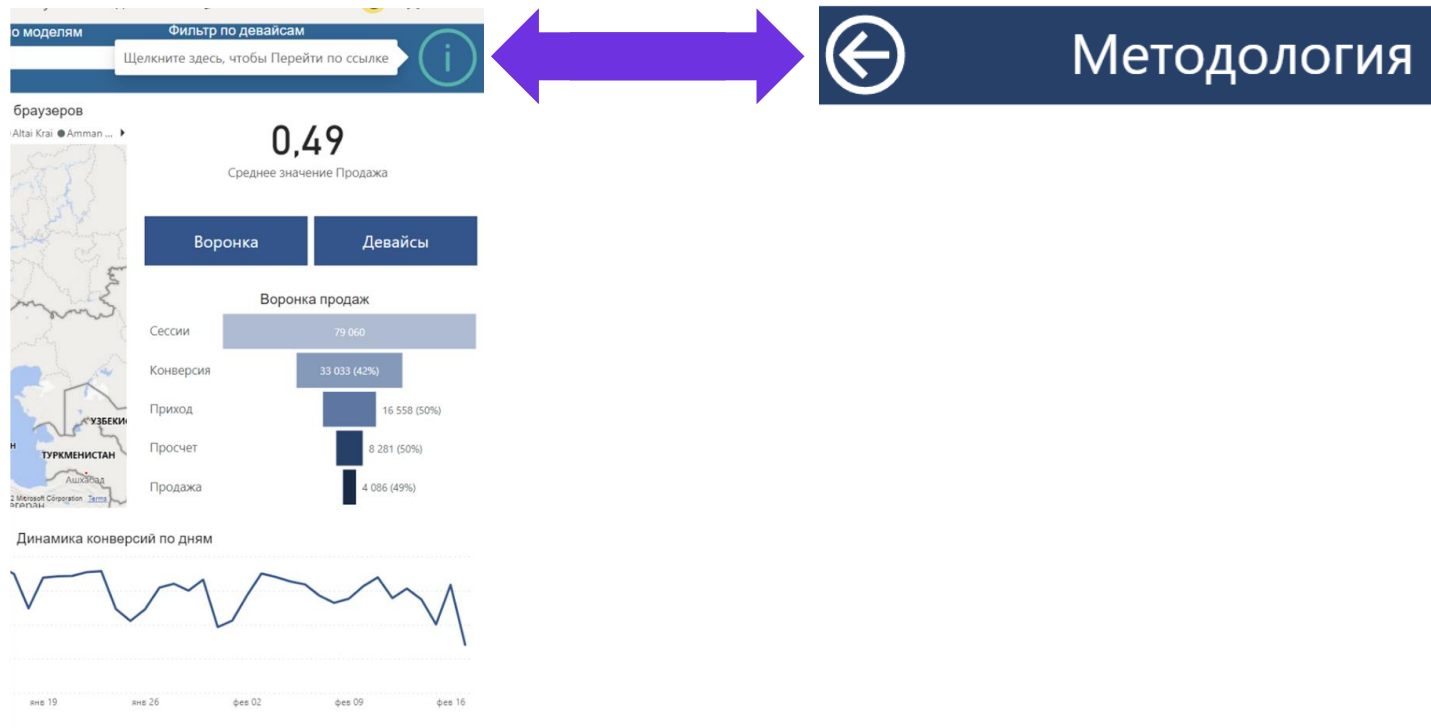 о моделям
Фильтр по девайсам
Щелкните здесь, чтобы Перейти по ссылке
i
Методология
браузеров
Altai Krai
Amman ...
0,49
Среднее значение Продажа
Воронка
Девайсы
Воронка продаж
Сессии
79 060
Конверсия
33 033 (42%)
Приход
16 558 (50%)
Просчет
8 281 (50%)
Продажа
4 086 (49%)
УЗБЕКИ
Н
ТУРКМЕНИСТАН
Ашхабад
2 Microsoft Corporation Terms
егеран
Динамика конверсий по дням
янв 19
янв 26
фев 02
фев 09
фев 16